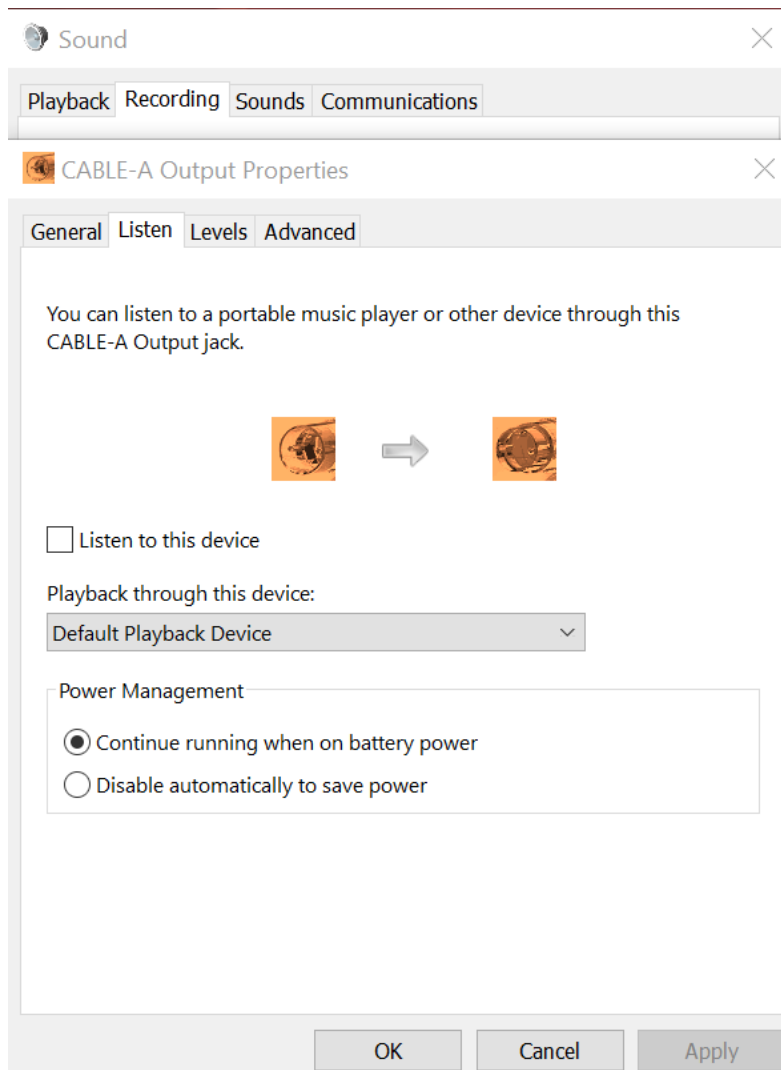 Sound
Playback Recording Sounds Communications
CABLE-A Output Properties
General Listen Levels Advanced
You can listen to a portable music player or other device through this
CABLE-A Output jack.
Listen to this device
Playback through this device:
Default Playback Device
Power Management
Continue running when on battery power
Disable automatically to save power
OK Cancel Apply